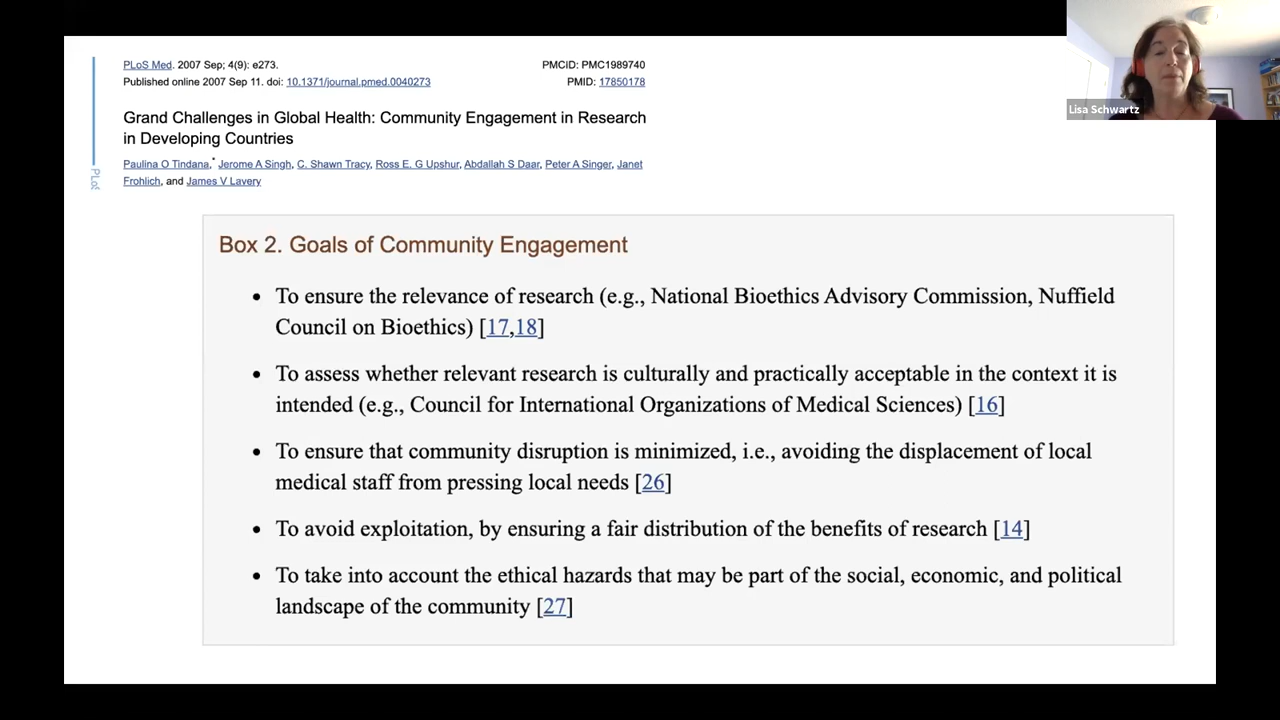 PLoS Med. 2007 Sep; 4(9): e273.
PMCID: PMC1989740
Published online 2007 Sep 11. doi: 10.1371/journal.pmed.0040273
PMID: 17850178
Grand Challenges in Global Health: Community Engagement in Research
in Developing Countries
Paulina O Tindana,* Jerome A Singh, C. Shawn Tracy, Ross E. G Upshur, Abdallah S Daar, Peter A Singer, Janet
Frohlich, and James V Lavery
PLoS
Lisa Schwartz
Box 2. Goals of Community Engagement
• To ensure the relevance of research (e.g., National Bioethics Advisory Commission, Nuffield
Council on Bioethics) [17,18]
• To assess whether relevant research is culturally and practically acceptable in the context it is
intended (e.g., Council for International Organizations of Medical Sciences) [16]
• To ensure that community disruption is minimized, i.e., avoiding the displacement of local
medical staff from pressing local needs [26]
• To avoid exploitation, by ensuring a fair distribution of the benefits of research [14]
• To take into account the ethical hazards that may be part of the social, economic, and political
landscape of the community [27]